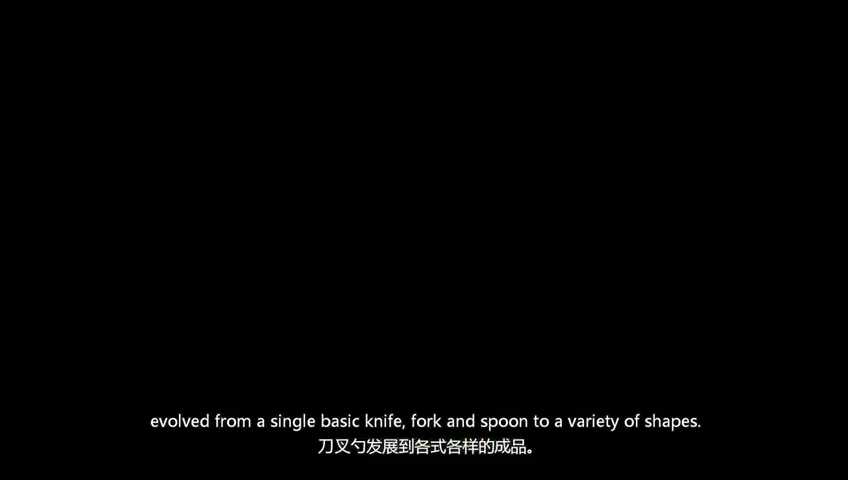 evolved from a single basic knife, fork and spoon to a variety of shapes.
刀叉勺发展到各式各样的成品。